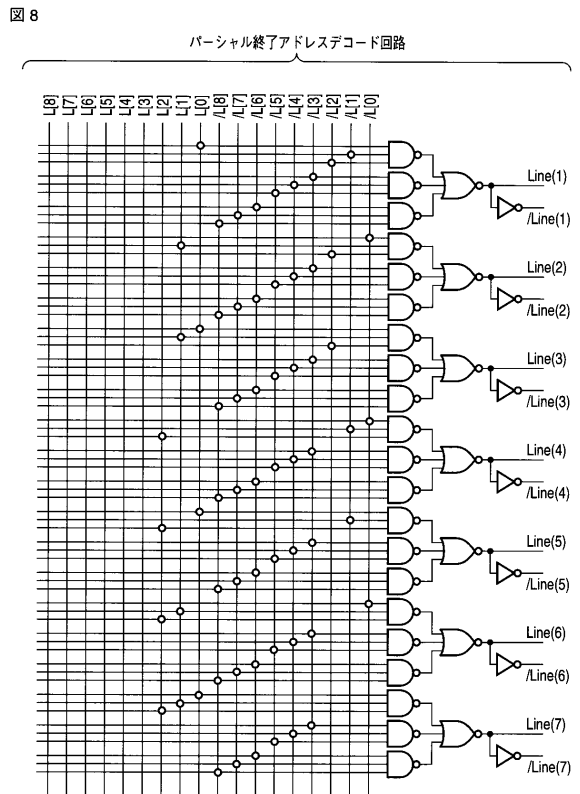 図 8
パーシャル終了アドレスデコード回路
L[8]
L[7]
L[6]
L[5]
L[4]
L[3]
L[2]
L[1]
L[0]
/L[8]
/L[7]
/L[6]
/L[5]
/L[4]
/L[3]
/L[2]
/L[1]
/L[0]
Line(1)
/Line(1)
Line(2)
/Line(2)
Line(3)
/Line(3)
Line(4)
/Line(4)
Line(5)
/Line(5)
Line(6)
/Line(6)
Line(7)
/Line(7)